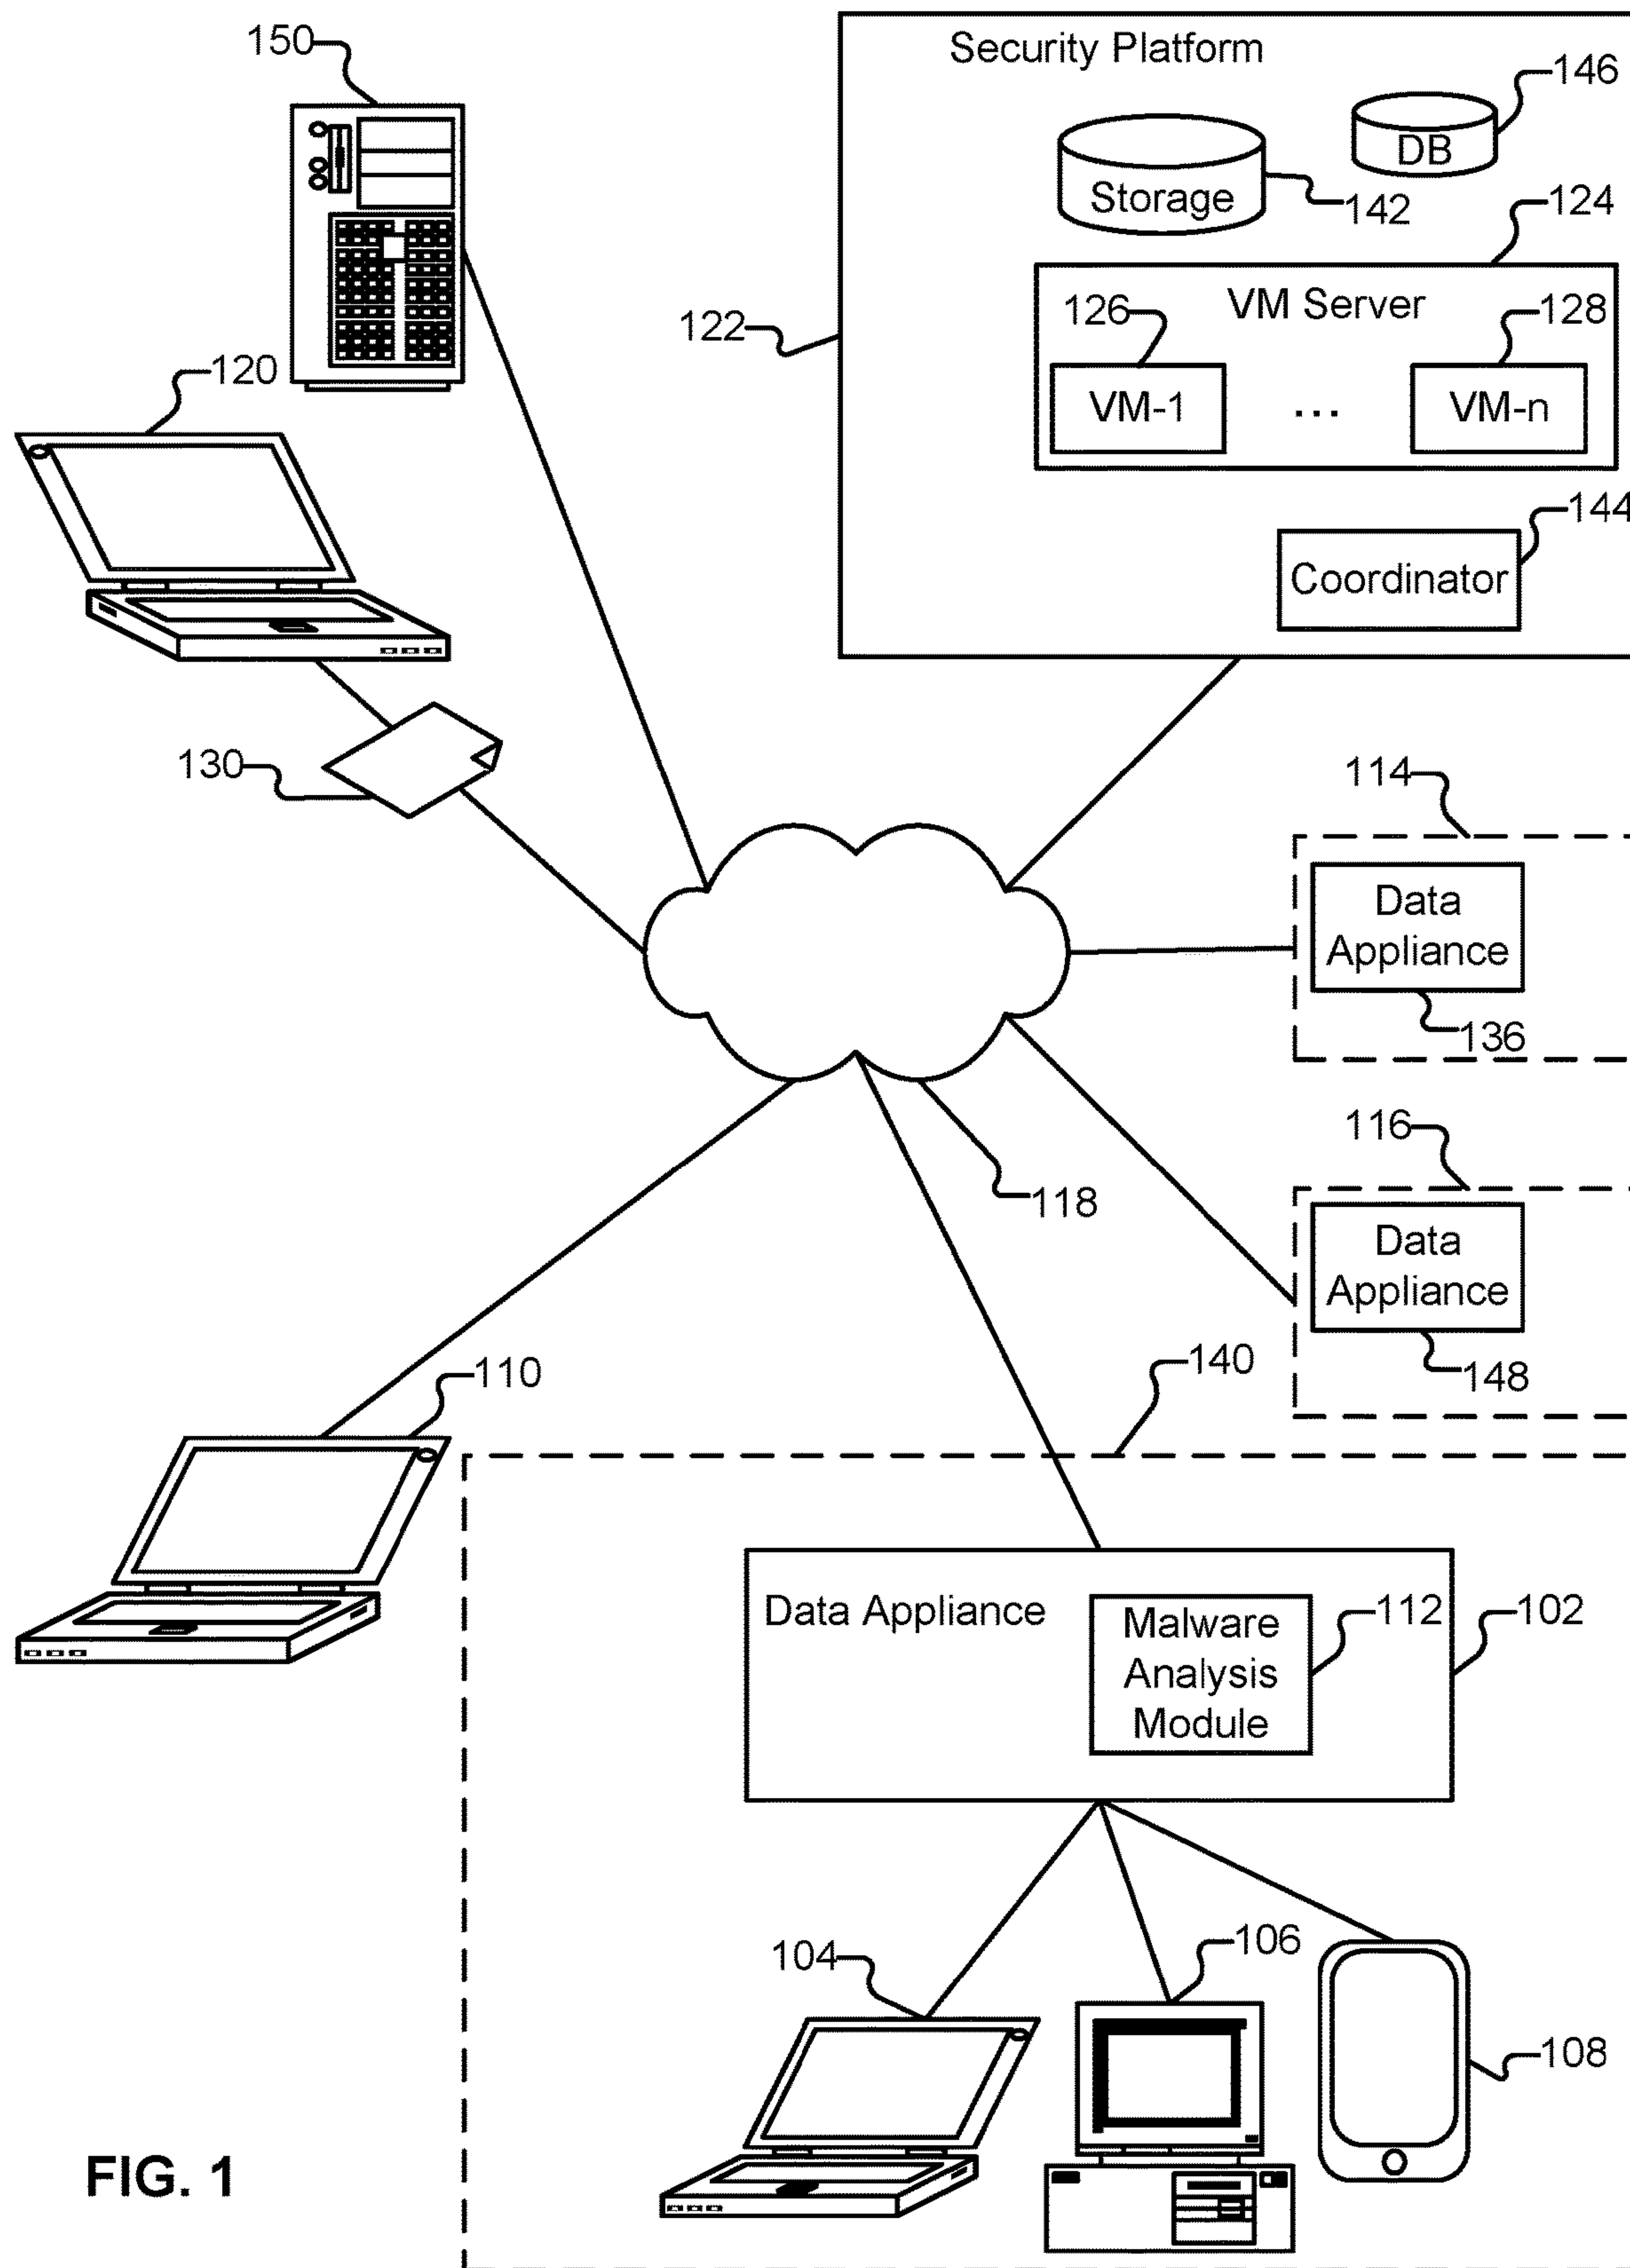 150
Security Platform
146
DB
Storage
142
124
122
126
VM Server
128
120
VM-1
...
VM-n
144
Coordinator
130
114
Data
Appliance
136
116
118
Data
Appliance
148
140
110
Data Appliance
Malware
Analysis
Module
112
102
104
106
108
FIG. 1